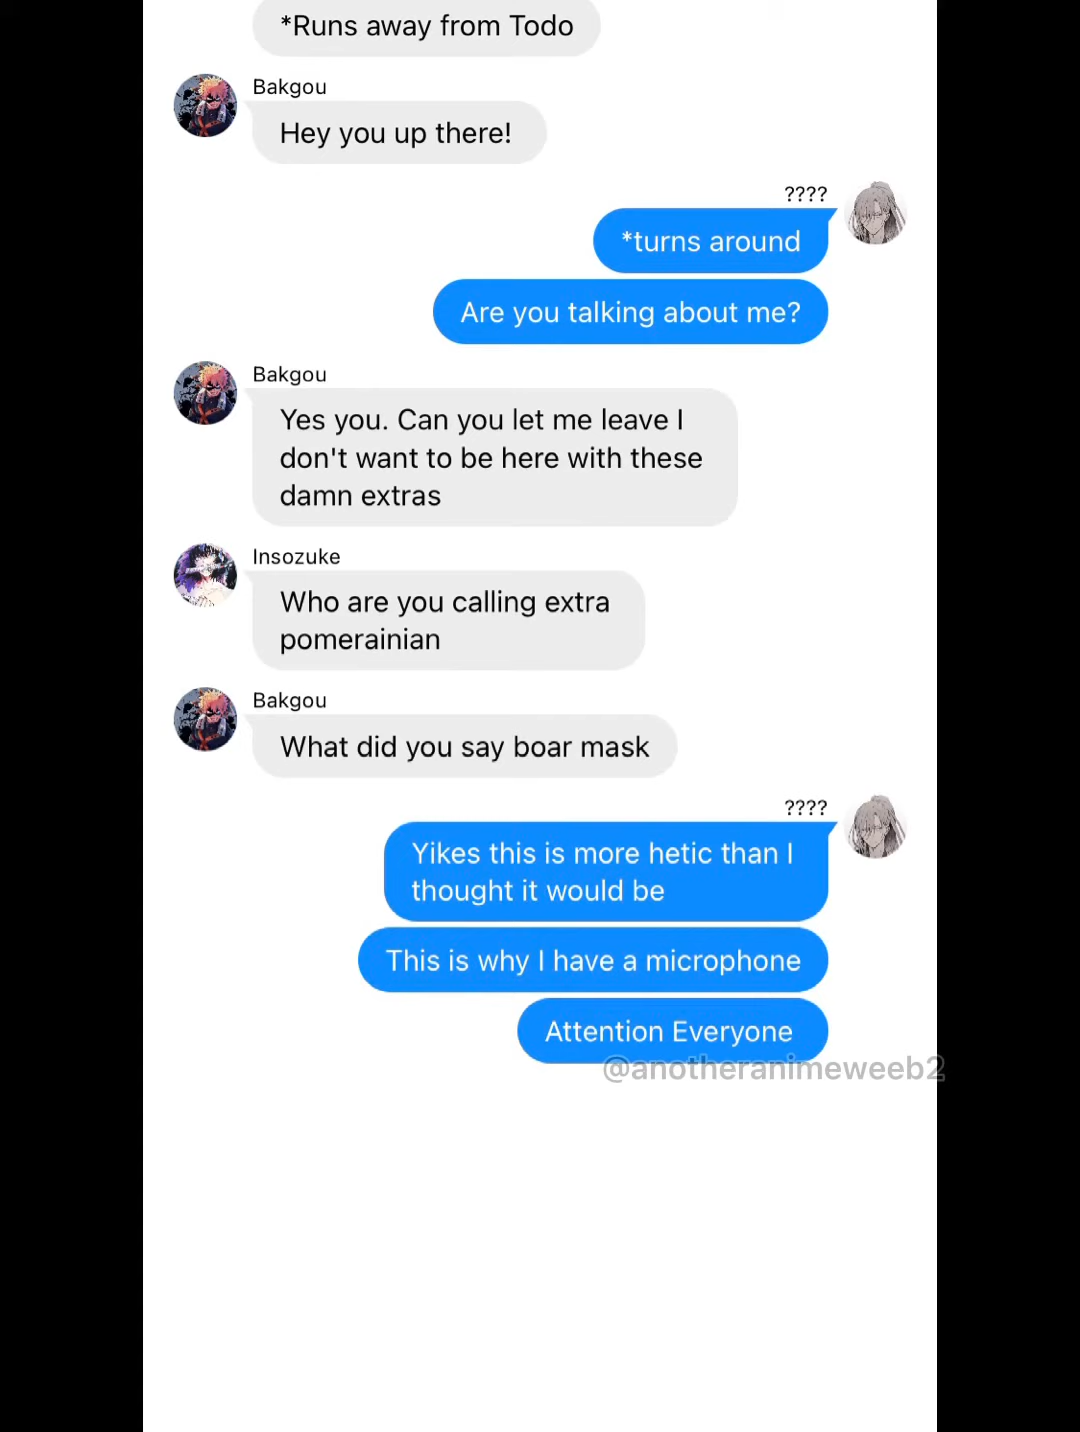 *Runs away from Todo
Bakgou
Hey you up there!
????
*turns around
Are you talking about me?
Bakgou
Yes you. Can you let me leave I
don't want to be here with these
damn extras
Insozuke
Who are you calling extra
pomerainian
Bakgou
What did you say boar mask
????
Yikes this is more hetic than I
thought it would be
This is why I have a microphone
Attention Everyone
@anotheranimeweeb2